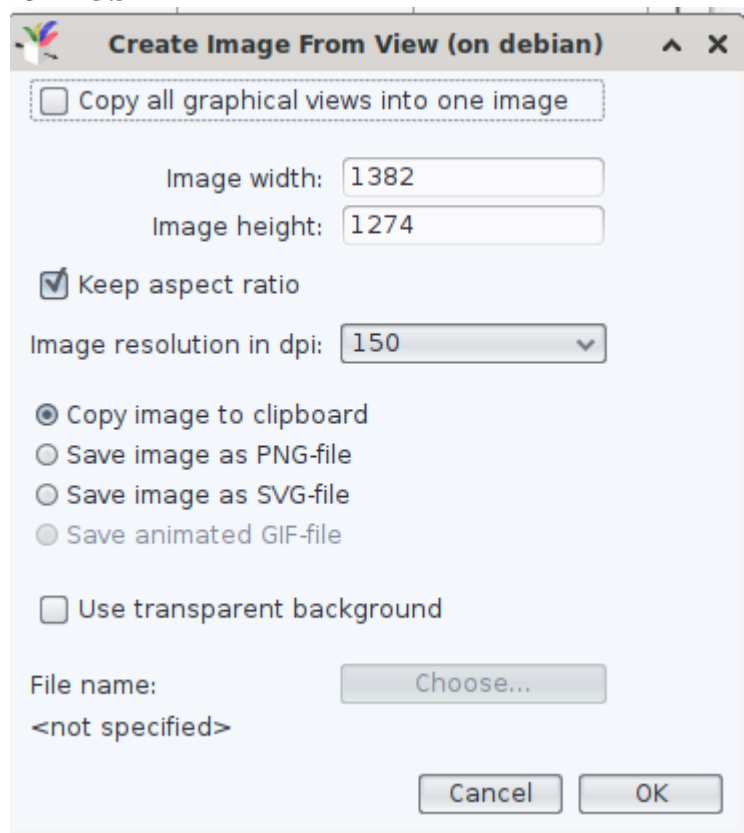 Create Image From View (on debian)
Copy all graphical views into one image
Image width: 1382
Image height: 1274
Keep aspect ratio
Image resolution in dpi: 150
Copy image to clipboard
Save image as PNG-file
Save image as SVG-file
Save animated GIF-file
Use transparent background
File name: Choose...
<not specified>
Cancel OK